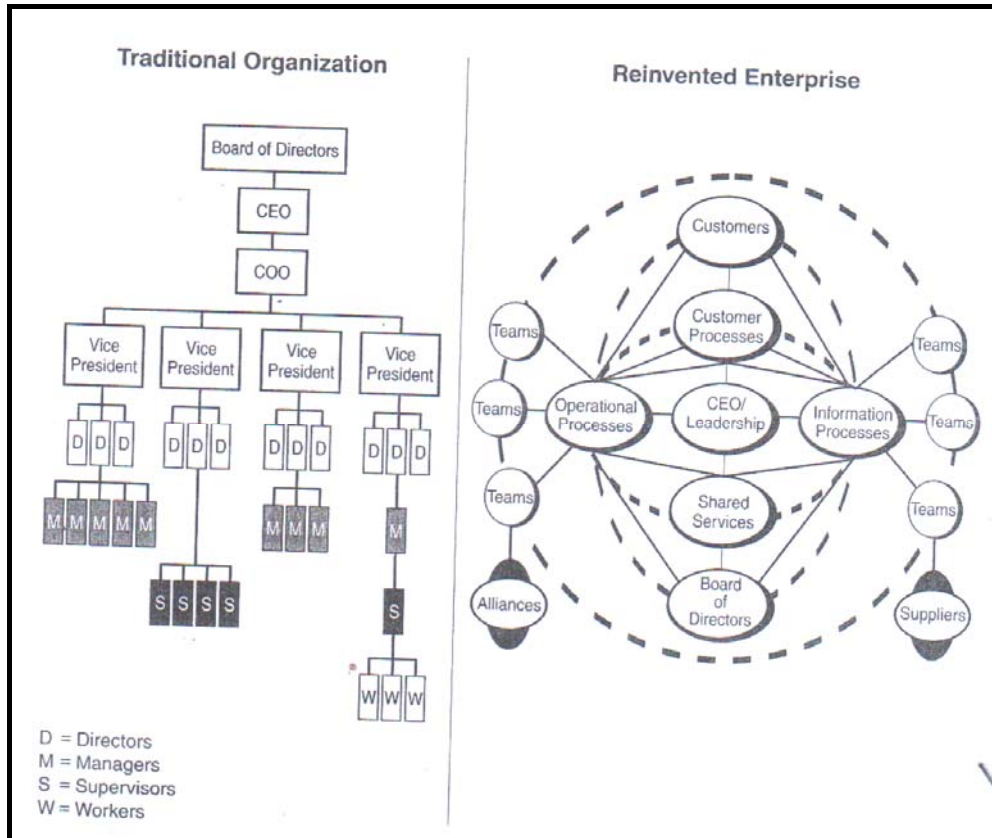 Traditional Organization
Board of Directors
CEO
COO
Vice
President
Vice
President
Vice
President
Vice
President
D D D
D D D
D D D
D D D
M M M M M
M M M
M
S S S S
S
W W W
D = Directors
M = Managers
S = Supervisors
W = Workers
Reinvented Enterprise
Customers
Customer
Processes
Teams
Teams
Teams
Operational
Processes
CEO/
Leadership
Information
Processes
Teams
Teams
Teams
Shared
Services
Board
of
Directors
Alliances
Suppliers